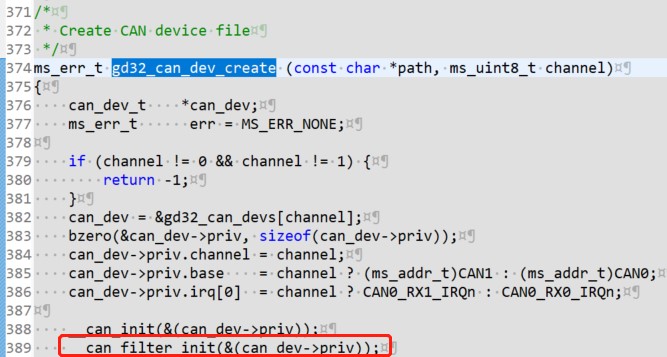 371 /*
372  * Create CAN device file
373  */
374 ms_err_t gd32_can_dev_create (const char *path, ms_uint8_t channel)
375 {
376     can_dev_t    *can_dev;
377     ms_err_t      err = MS_ERR_NONE;
378
379     if (channel != 0 && channel != 1) {
380         return -1;
381     }
382     can_dev = &gd32_can_devs[channel];
383     bzero(&can_dev->priv, sizeof(can_dev->priv));
384     can_dev->priv.channel = channel;
385     can_dev->priv.base    = channel ? (ms_addr_t)CAN1 : (ms_addr_t)CAN0;
386     can_dev->priv.irq[0]  = channel ? CAN0_RX1_IRQn : CAN0_RX0_IRQn;
387
388     __can_init(&(can_dev->priv));
389     __can_filter_init(&(can_dev->priv));